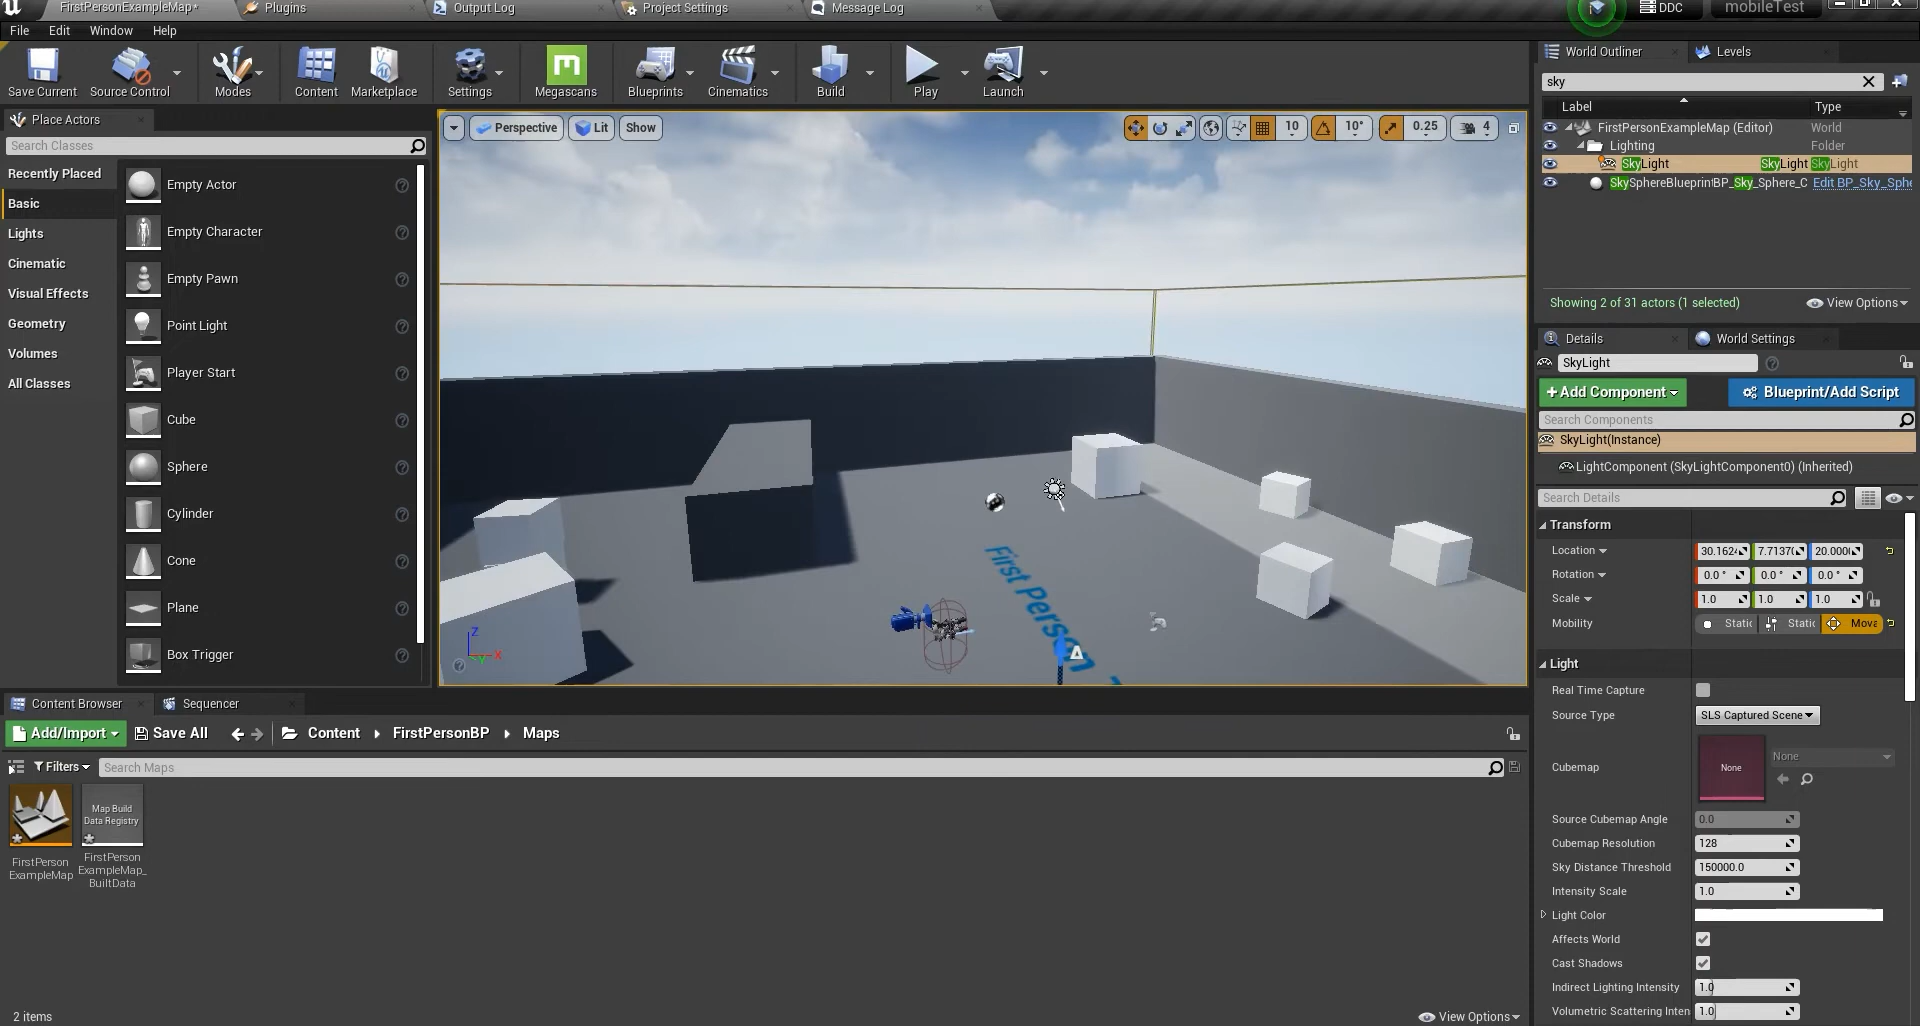 FirstPersonExampleMap*
Plugins
Output Log
Project Settings
Message Log
DDC
mobileTest
File Edit Window Help
Save Current
Source Control
Modes
Content
Marketplace
Settings
Megascans
Blueprints
Cinematics
Build
Play
Launch
Place Actors
Search Classes
Recently Placed
Basic
Lights
Cinematic
Visual Effects
Geometry
Volumes
All Classes
Empty Actor
Empty Character
Empty Pawn
Point Light
Player Start
Cube
Sphere
Cylinder
Cone
Plane
Box Trigger
Perspective
Lit
Show
10
10°
0.25
4
First Person
Z
X
Y
World Outliner
Levels
sky
Label
Type
FirstPersonExampleMap (Editor) World
Lighting Folder
SkyLight SkyLight SkyLight
SkySphereBlueprint BP_Sky_Sphere_C Edit BP_Sky_Sphe
Showing 2 of 31 actors (1 selected)
View Options
Details
World Settings
SkyLight
+Add Component
Blueprint/Add Script
Search Components
SkyLight(Instance)
LightComponent (SkyLightComponent0) (Inherited)
Search Details
Transform
Location 30.162 7.7137 20.000
Rotation 0.0° 0.0° 0.0°
Scale 1.0 1.0 1.0
Mobility Static Static Mova
Light
Real Time Capture
Source Type SLS Captured Scene
Cubemap None None
Source Cubemap Angle 0.0
Cubemap Resolution 128
Sky Distance Threshold 150000.0
Intensity Scale 1.0
Light Color
Affects World
Cast Shadows
Indirect Lighting Intensity 1.0
Volumetric Scattering Inten 1.0
Content Browser
Sequencer
Add/Import
Save All
Content
FirstPersonBP
Maps
Filters
Search Maps
Map Build
Data Registry
FirstPerson
ExampleMap
FirstPerson
ExampleMap_
BuiltData
2 items
View Options